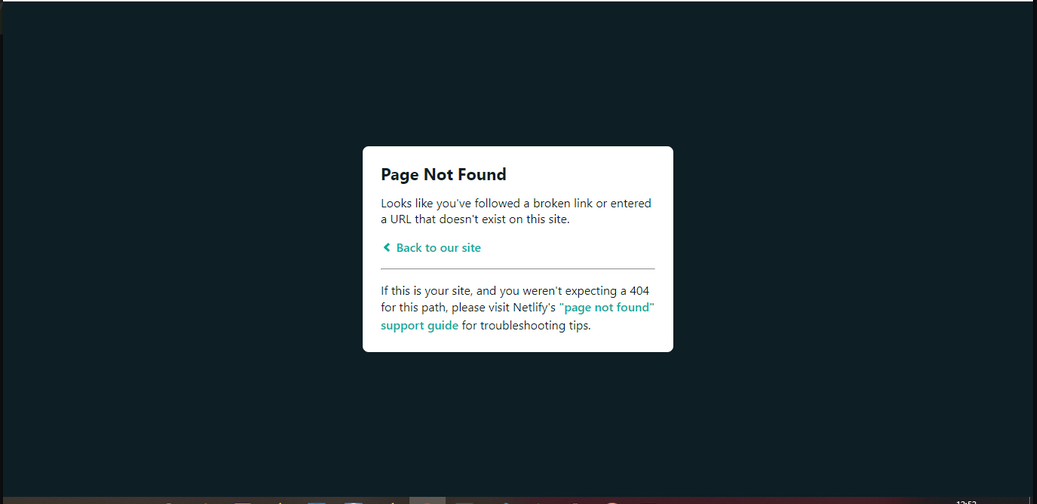 Page Not Found
Looks like you've followed a broken link or entered
a URL that doesn't exist on this site.
Back to our site
If this is your site, and you weren't expecting a 404
for this path, please visit Netlify's "page not found"
support guide for troubleshooting tips.